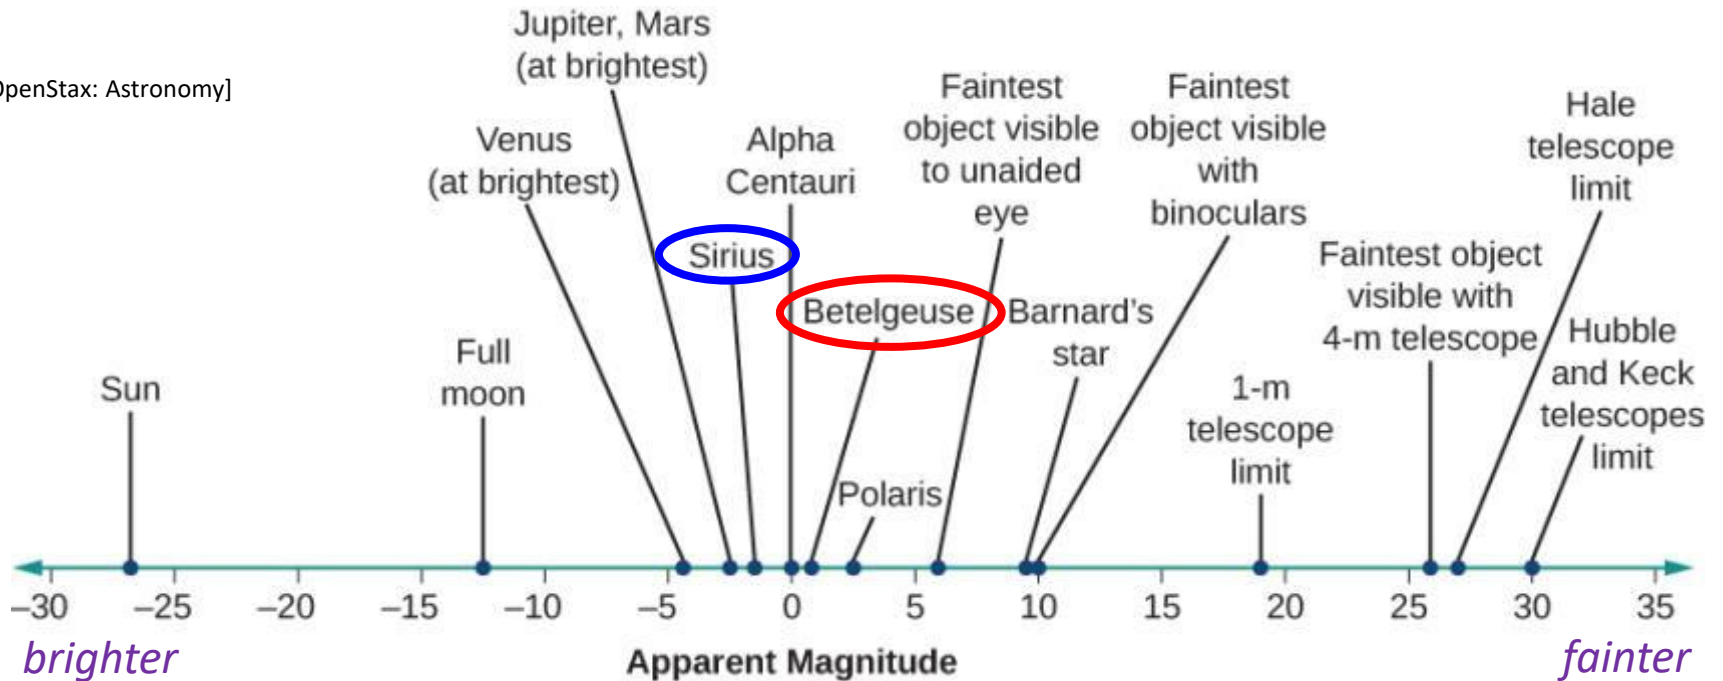 OpenStax: Astronomy]
Jupiter, Mars
(at brightest)
Venus
(at brightest)
Sirius
Alpha
Centauri
Betelgeuse
Faintest
object visible
to unaided
eye
Faintest
object visible
with
binoculars
Barnard’s
star
Hale
telescope
limit
Faintest object
visible with
4-m telescope
Hubble
and Keck
telescopes
limit
Sun
Full
moon
Polaris
1-m
telescope
limit
–30 –25 –20 –15 –10 –5 0 5 10 15 20 25 30 35
brighter
Apparent Magnitude
fainter